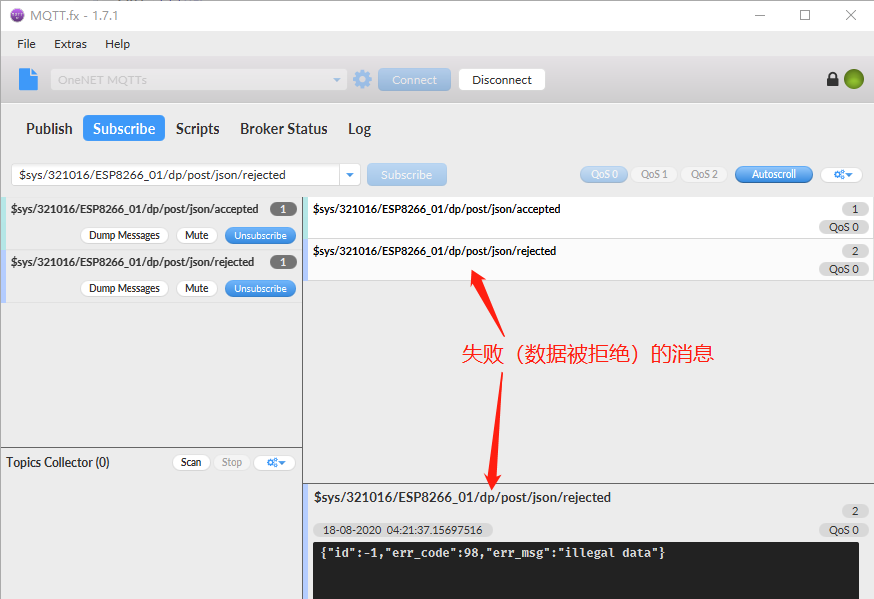 MQTT.fx - 1.7.1
File Extras Help
OneNET MQTTs Connect Disconnect
Publish Subscribe Scripts Broker Status Log
$sys/321016/ESP8266_01/dp/post/json/rejected Subscribe QoS 0 QoS 1 QoS 2 Autoscroll
$sys/321016/ESP8266_01/dp/post/json/accepted 1
Dump Messages Mute Unsubscribe
$sys/321016/ESP8266_01/dp/post/json/rejected 1
Dump Messages Mute Unsubscribe
$sys/321016/ESP8266_01/dp/post/json/accepted 1
QoS 0
$sys/321016/ESP8266_01/dp/post/json/rejected 2
QoS 0
失败（数据被拒绝）的消息
Topics Collector (0) Scan Stop
$sys/321016/ESP8266_01/dp/post/json/rejected
2
18-08-2020 04:21:37.15697516 QoS 0
{"id":-1,"err_code":98,"err_msg":"illegal data"}